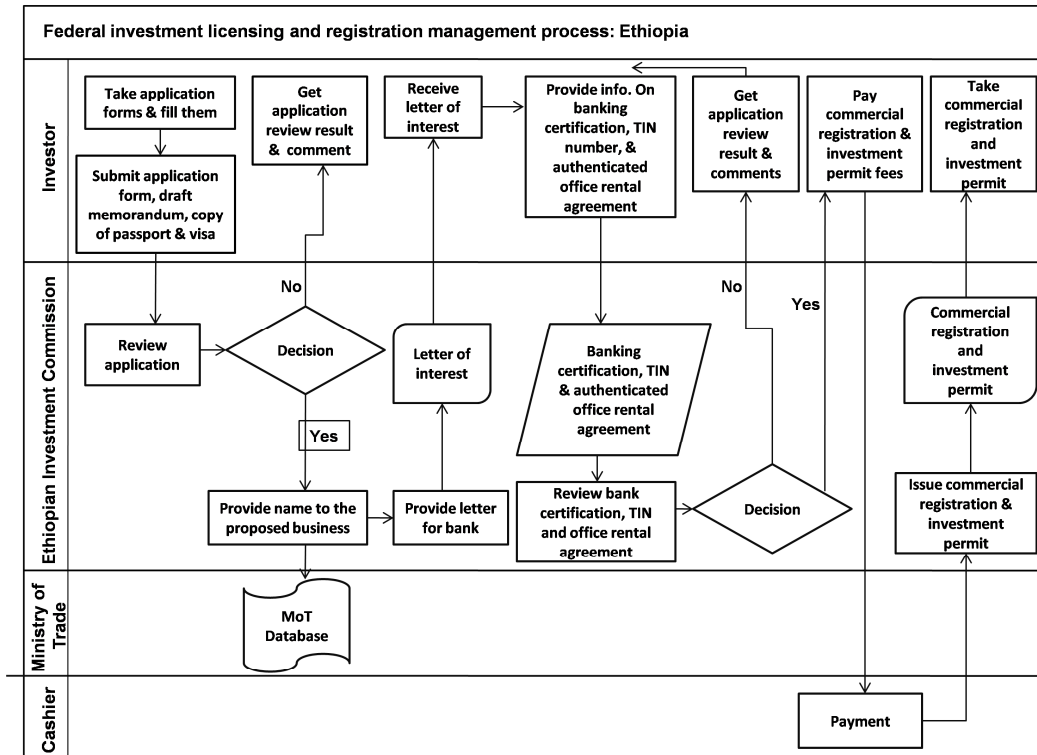 Federal investment licensing and registration management process: Ethiopia
Investor
Take application
forms & fill them
Submit application
form, draft
memorandum, copy
of passport & visa
Get
application
review result
& comment
Receive
letter of
interest
Provide info. On
banking
certification, TIN
number, &
authenticated
office rental
agreement
Get
application
review
result &
comments
Pay
commercial
registration &
investment
permit fees
Take
commercial
registration
and
investment
permit
Ethiopian Investment Commission
Review
application
No
Decision
Yes
Provide name to the
proposed business
Letter of
interest
Provide letter
for bank
Banking
certification, TIN
& authenticated
office rental
agreement
Review bank
certification, TIN
and office rental
agreement
No
Decision
Yes
Commercial
registration
and
investment
permit
Issue commercial
registration &
investment
permit
Ministry of
Trade
MoT
Database
Cashier
Payment